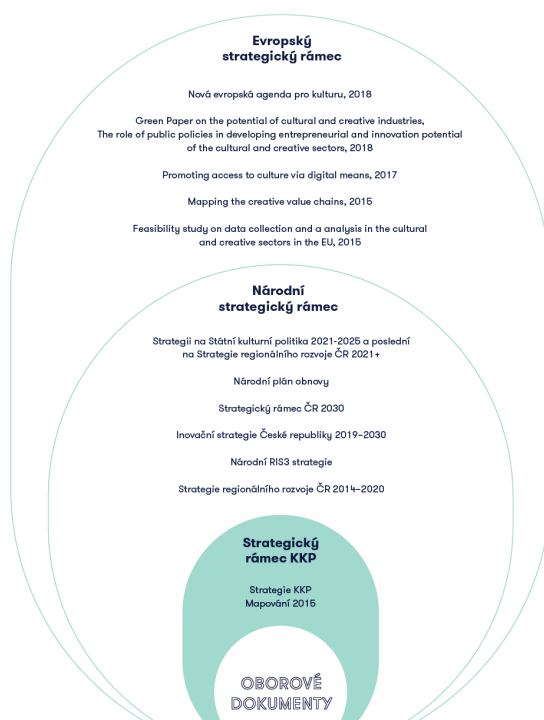 Evropský
strategický rámec
Nová evropská agenda pro kulturu, 2018
Green Paper on the potential of cultural and creative industries,
The role of public policies in developing entrepreneurial and innovation potential
of the cultural and creative sectors, 2018
Promoting access to culture via digital means, 2017
Mapping the creative value chains, 2015
Feasibility study on data collection and a analysis in the cultural
and creative sectors in the EU, 2015
Národní
strategický rámec
Strategii na Státní kulturní politika 2021-2025 a poslední
na Strategie regionálního rozvoje ČR 2021+
Národní plán obnovy
Strategický rámec ČR 2030
Inovační strategie České republiky 2019–2030
Národní RIS3 strategie
Strategie regionálního rozvoje ČR 2014–2020
Strategický
rámec KKP
Strategie KKP
Mapování 2015
OBOROVÉ
DOKUMENTY